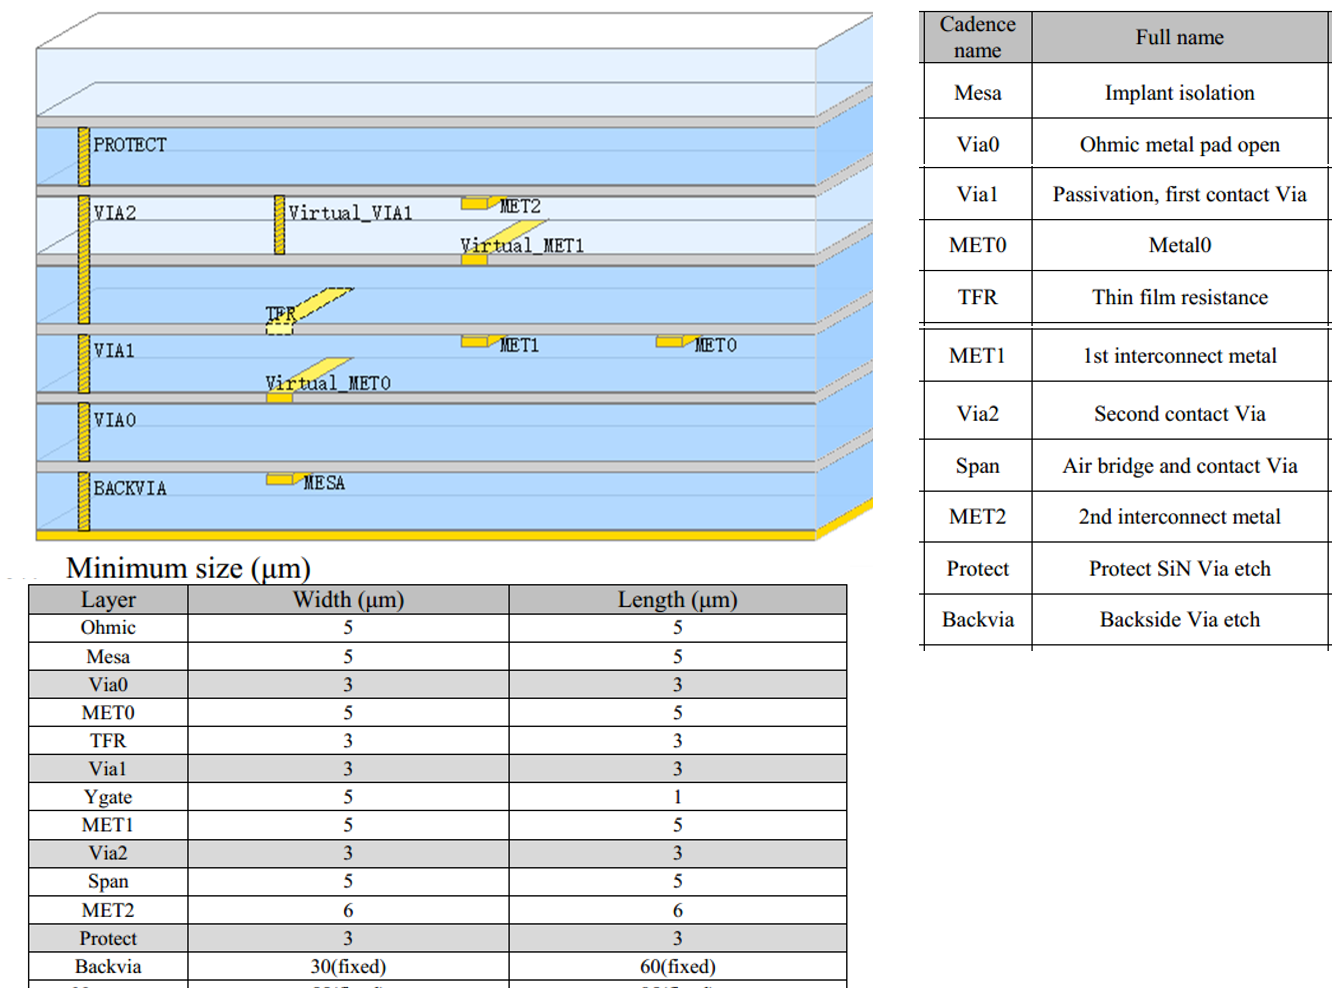 PROTECT
VIA2
Virtual_VIA1
MET2
Virtual_MET1
TFR
VIA1
MET1
MET0
Virtual_MET0
VIA0
BACKVIA
MESA
Cadence name Full name
Mesa Implant isolation
Via0 Ohmic metal pad open
Via1 Passivation, first contact Via
MET0 Metal0
TFR Thin film resistance
MET1 1st interconnect metal
Via2 Second contact Via
Span Air bridge and contact Via
MET2 2nd interconnect metal
Protect Protect SiN Via etch
Backvia Backside Via etch
Minimum size (μm)
Layer Width (μm) Length (μm)
Ohmic 5 5
Mesa 5 5
Via0 3 3
MET0 5 5
TFR 3 3
Via1 3 3
Ygate 5 1
MET1 5 5
Via2 3 3
Span 5 5
MET2 6 6
Protect 3 3
Backvia 30(fixed) 60(fixed)